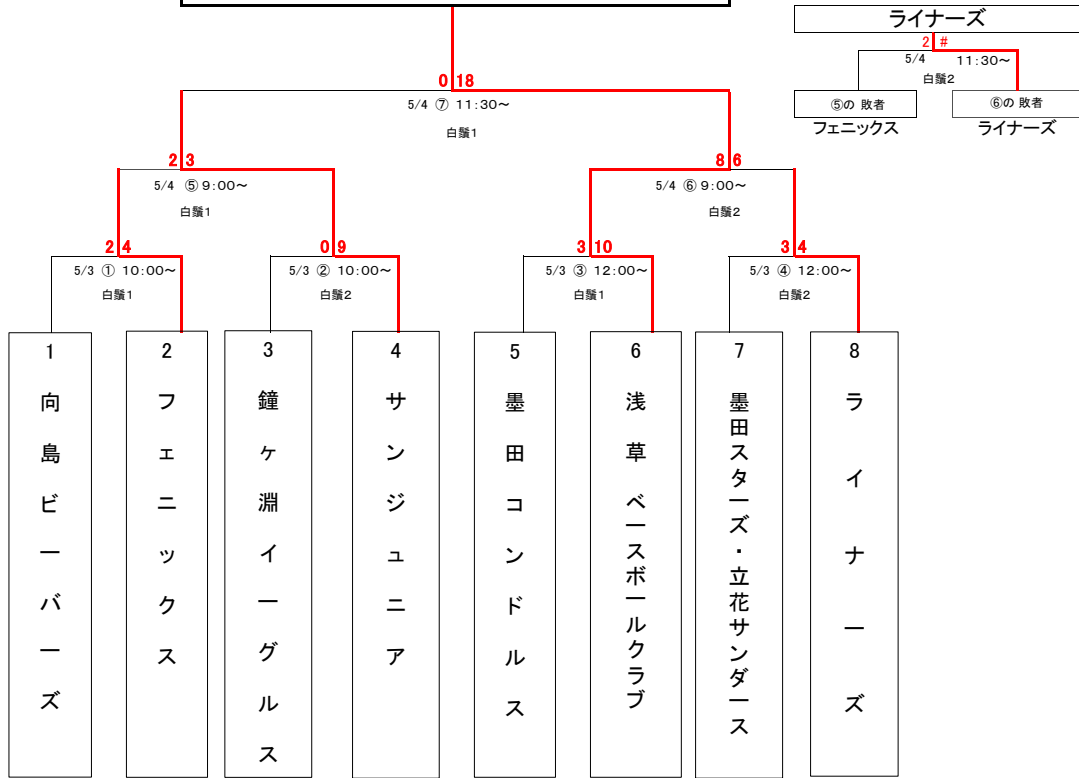 ライナーズ
2 #
5/4 11:30～
白鬚2
⑤の 敗者
⑥の 敗者
フェニックス
ライナーズ
0 18
5/4 ⑦ 11:30～
白鬚1
2 3
5/4 ⑤ 9:00～
白鬚1
8 6
5/4 ⑥ 9:00～
白鬚2
2 4
5/3 ① 10:00～
白鬚1
0 9
5/3 ② 10:00～
白鬚2
3 10
5/3 ③ 12:00～
白鬚1
3 4
5/3 ④ 12:00～
白鬚2
1 向島ビーバーズ
2 フェニックス
3 鐘ヶ淵イーグルス
4 サンジュニア
5 墨田コンドルス
6 浅草ベースボールクラブ
7 墨田スターズ・立花サンダース
8 ライナーズ